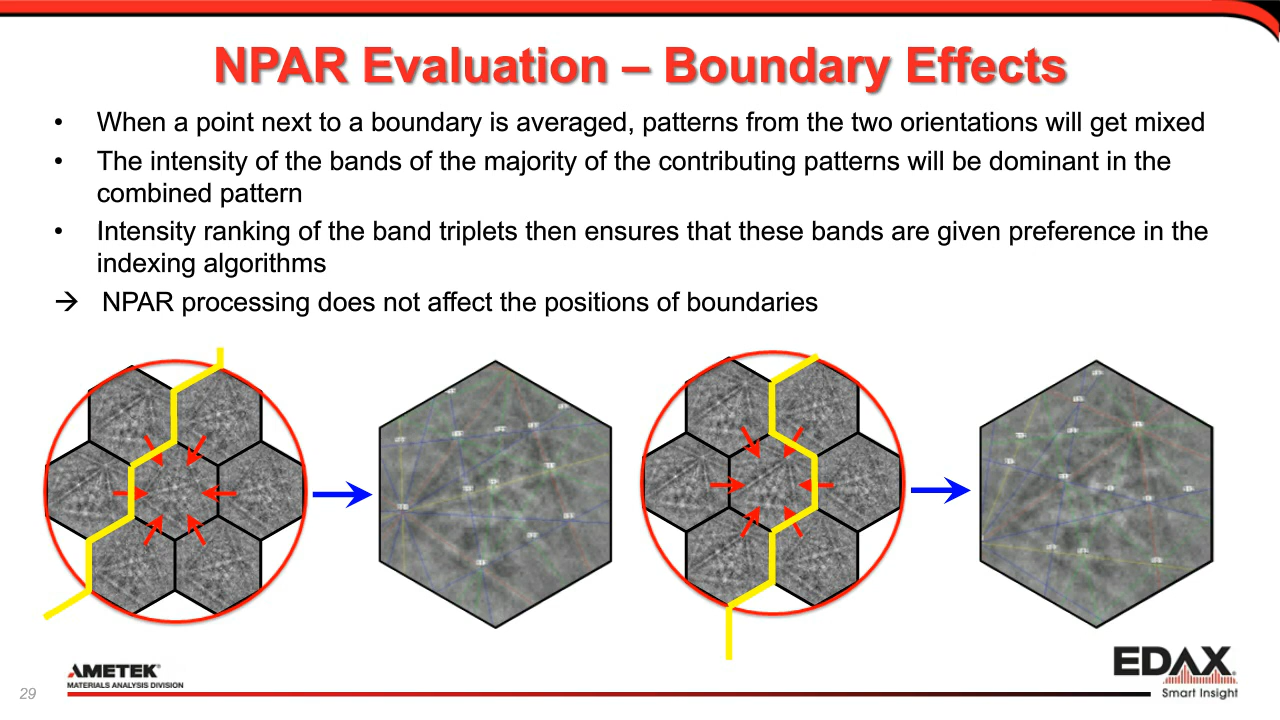 NPAR Evaluation – Boundary Effects
• When a point next to a boundary is averaged, patterns from the two orientations will get mixed
• The intensity of the bands of the majority of the contributing patterns will be dominant in the
combined pattern
• Intensity ranking of the band triplets then ensures that these bands are given preference in the
indexing algorithms
→ NPAR processing does not affect the positions of boundaries
AMETEK®
MATERIALS ANALYSIS DIVISION
EDAX
Smart Insight
29